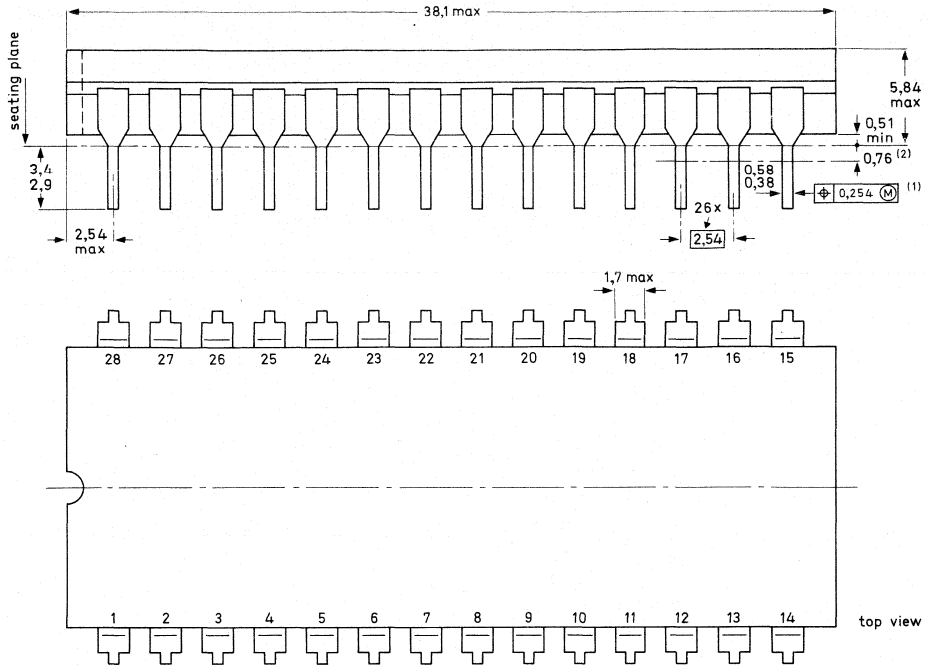 38,1 max
seating plane
5,84
max
0,51
min
0,76 (2)
3,4
2,9
0,58
0,38
⌖ 0,254 Ⓜ (1)
26x
2,54
max
2,54
1,7 max
28 27 26 25 24 23 22 21 20 19 18 17 16 15
1 2 3 4 5 6 7 8 9 10 11 12 13 14
top view